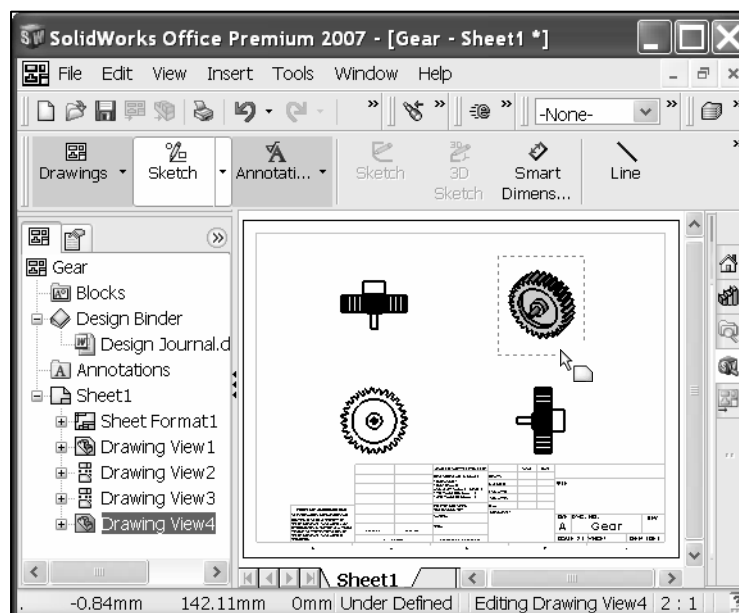 SW SolidWorks Office Premium 2007 - [Gear - Sheet1 *]
File Edit View Insert Tools Window Help
-None-
Drawings Sketch Annotati... Sketch 3D Sketch Smart Dimens... Line
Gear
Blocks
Design Binder
Design Journal.d
Annotations
Sheet1
Sheet Format1
Drawing View1
Drawing View2
Drawing View3
Drawing View4
A Gear
Sheet1
-0.84mm 142.11mm 0mm Under Defined Editing Drawing View4 2 : 1